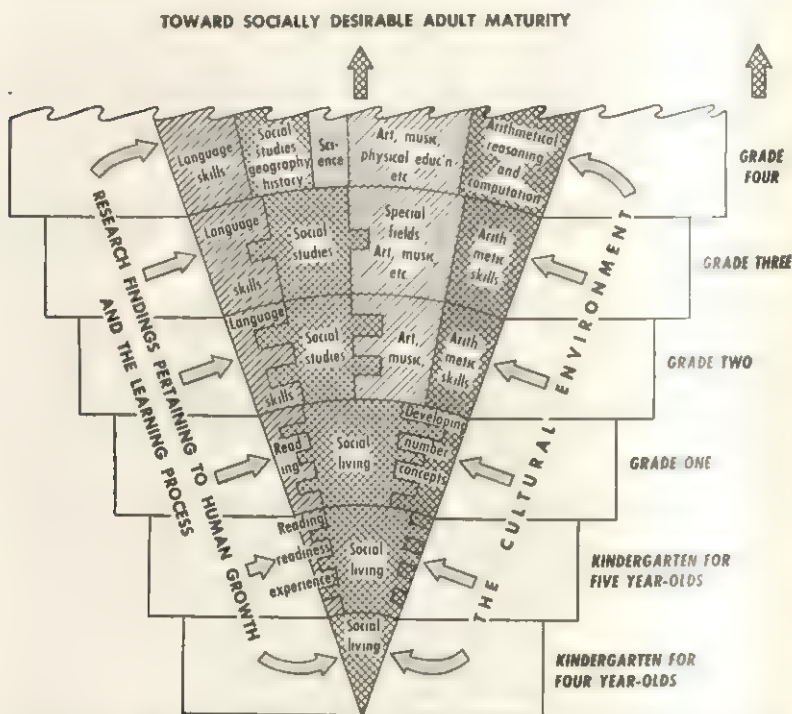 TOWARD SOCIALLY DESIRABLE ADULT MATURITY
Language
skills
Social
studies
geography
history
Sci-
ence
Art, music,
physical educ'n
etc
Arithmetical
reasoning
and
computation
GRADE
FOUR
Language
skills
Social
studies
Special
fields
Art, music,
etc
Arith
metic
skills
GRADE THREE
Language
skills
Social
studies
Art,
music,
Arith
metic
skills
GRADE TWO
Read
ing
Social
living
Developing
number
concepts
GRADE ONE
Reading
readiness
experience
Social
living
KINDERGARTEN FOR
FIVE YEAR-OLDS
Social
living
KINDERGARTEN FOR
FOUR YEAR-OLDS
RESEARCH FINDINGS PERTAINING TO HUMAN GROWTH
AND THE LEARNING PROCESS
THE CULTURAL ENVIRONMENT